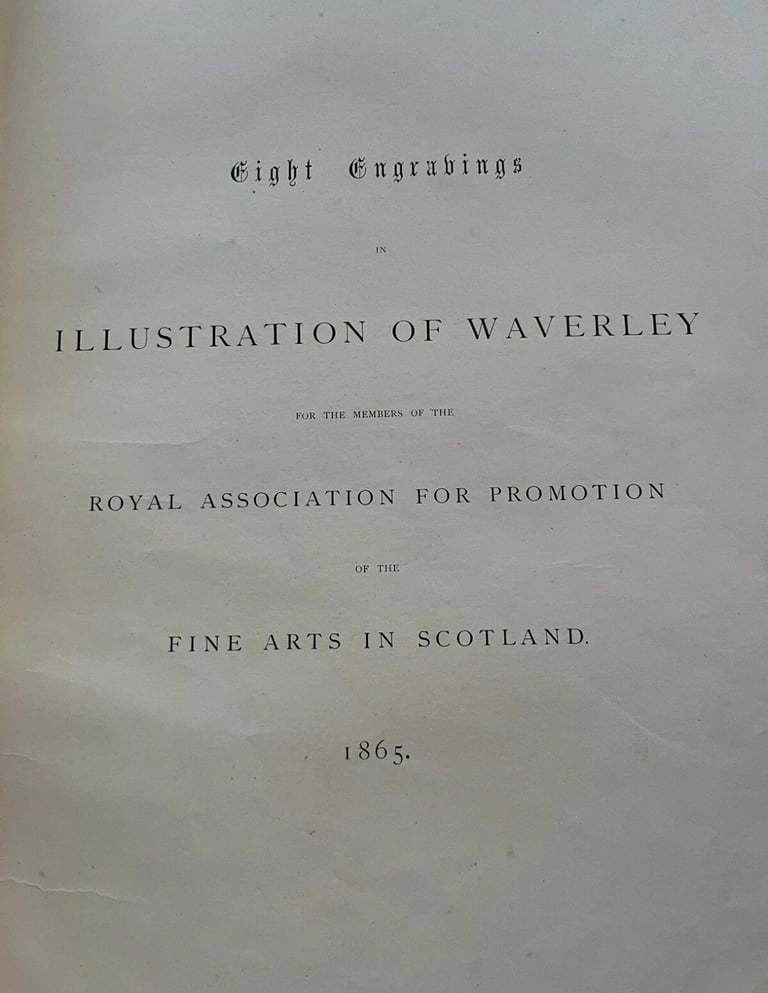 Eight Engravings
IN
ILLUSTRATION OF WAVERLEY
FOR THE MEMBERS OF THE
ROYAL ASSOCIATION FOR PROMOTION
OF THE
FINE ARTS IN SCOTLAND.
1865.